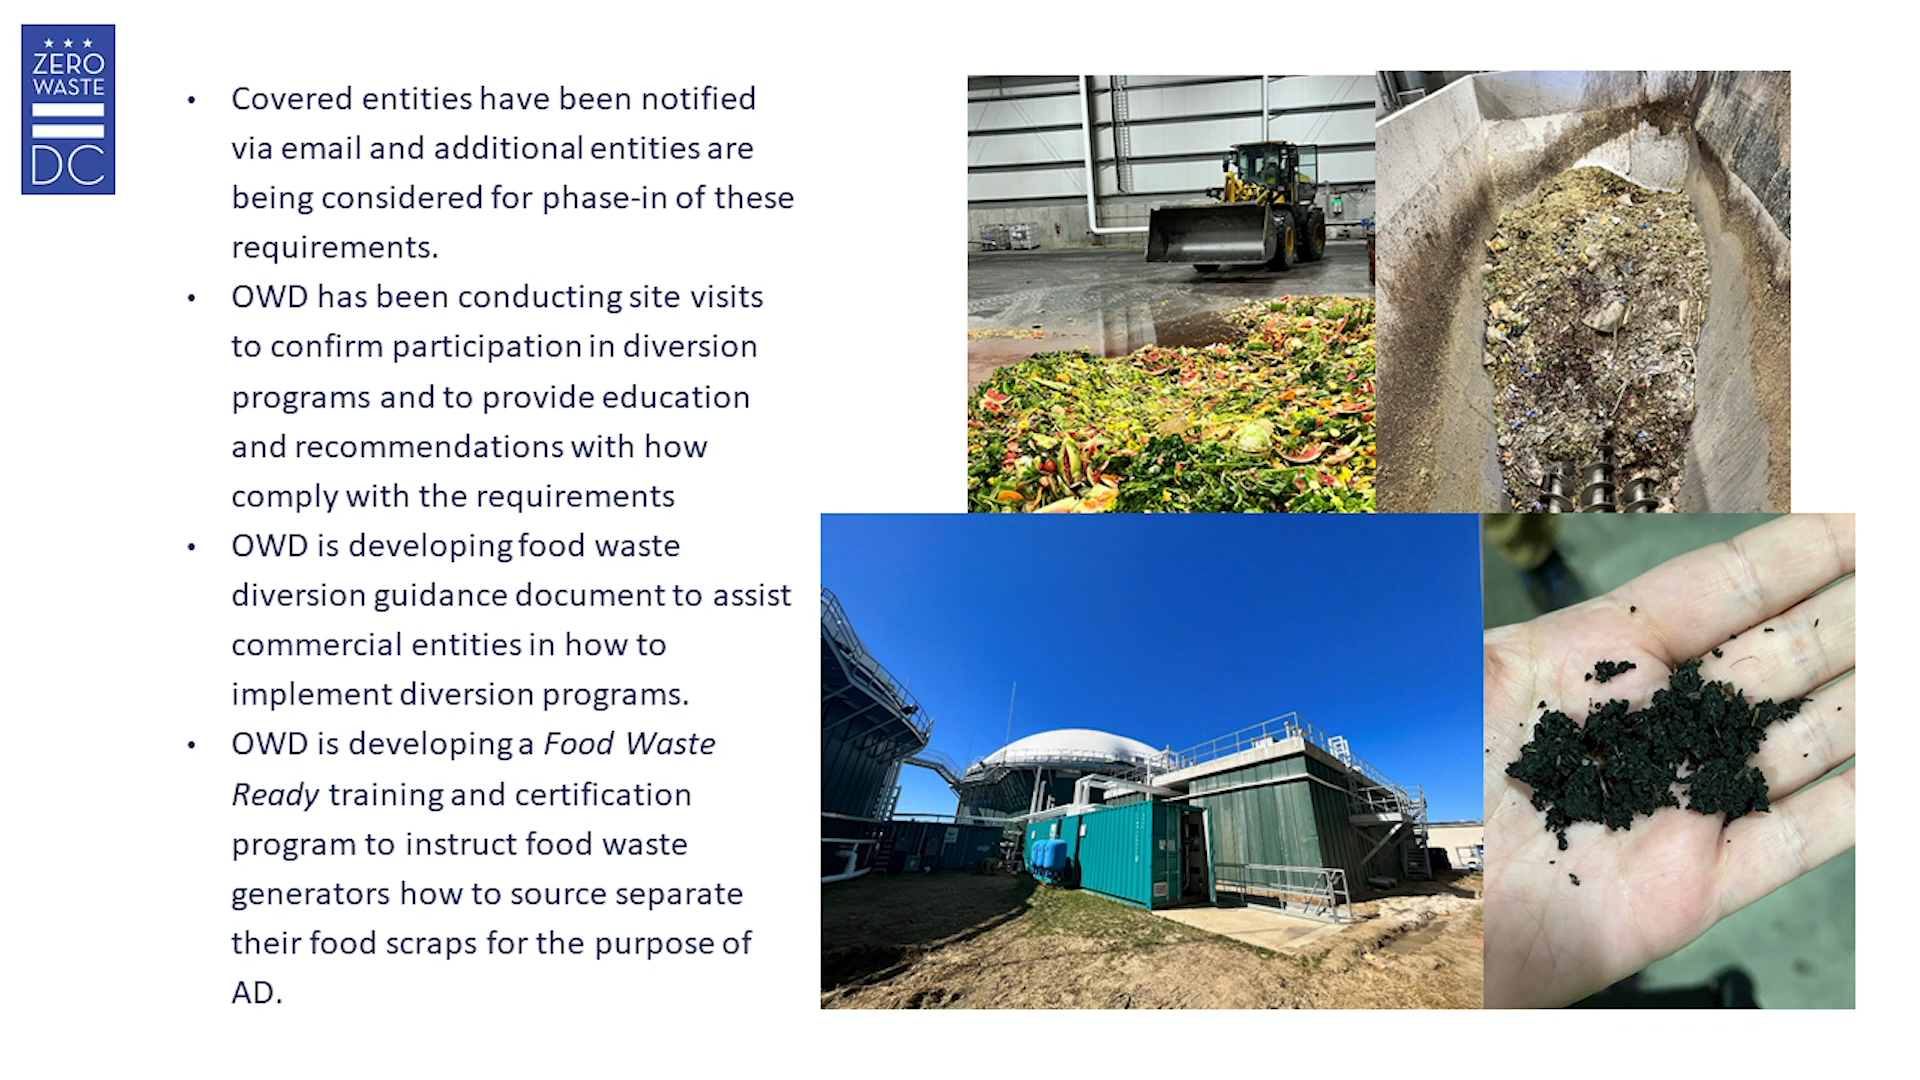 ★ ★ ★
ZERO
WASTE
DC
• Covered entities have been notified
via email and additional entities are
being considered for phase-in of these
requirements.
• OWD has been conducting site visits
to confirm participation in diversion
programs and to provide education
and recommendations with how
comply with the requirements
• OWD is developing food waste
diversion guidance document to assist
commercial entities in how to
implement diversion programs.
• OWD is developing a Food Waste
Ready training and certification
program to instruct food waste
generators how to source separate
their food scraps for the purpose of
AD.